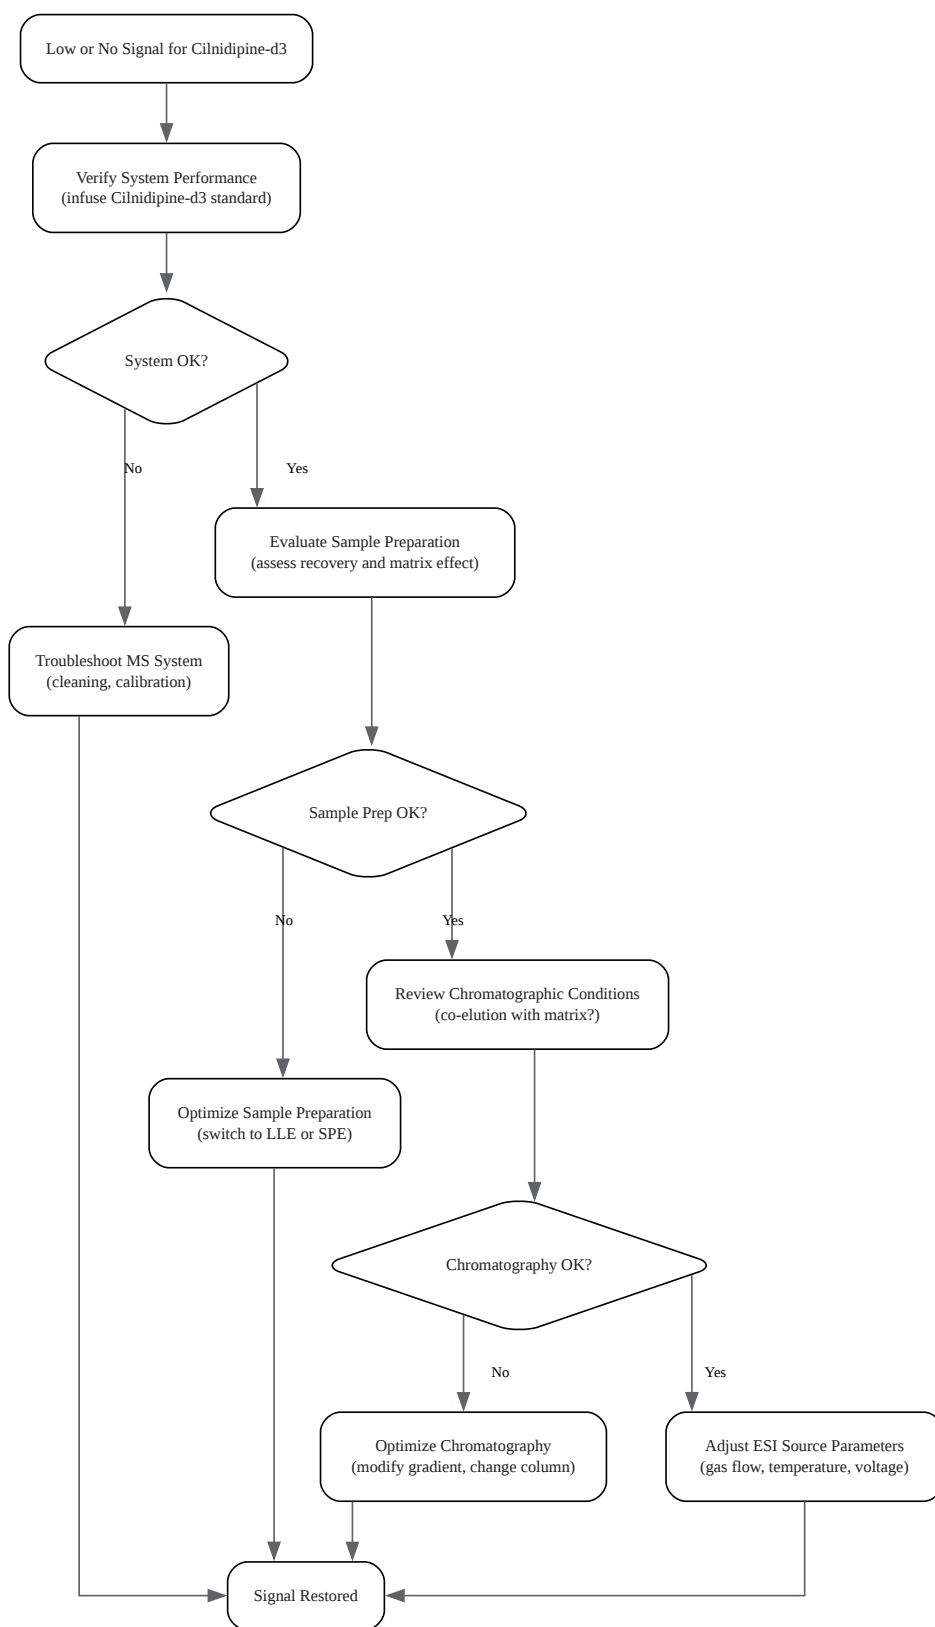 Low or No Signal for Cilnidipine-d3
Verify System Performance
(infuse Cilnidipine-d3 standard)
System OK?
No
Yes
Evaluate Sample Preparation
(assess recovery and matrix effect)
Troubleshoot MS System
(cleaning, calibration)
Sample Prep OK?
No
Yes
Review Chromatographic Conditions
(co-elution with matrix?)
Optimize Sample Preparation
(switch to LLE or SPE)
Chromatography OK?
No
Yes
Optimize Chromatography
(modify gradient, change column)
Adjust ESI Source Parameters
(gas flow, temperature, voltage)
Signal Restored